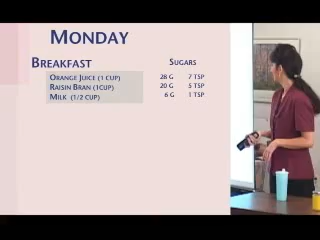 MONDAY
BREAKFAST SUGARS
ORANGE JUICE (1 CUP) 28 G 7 TSP
RAISIN BRAN (1CUP) 20 G 5 TSP
MILK (1/2 CUP) 6 G 1 TSP